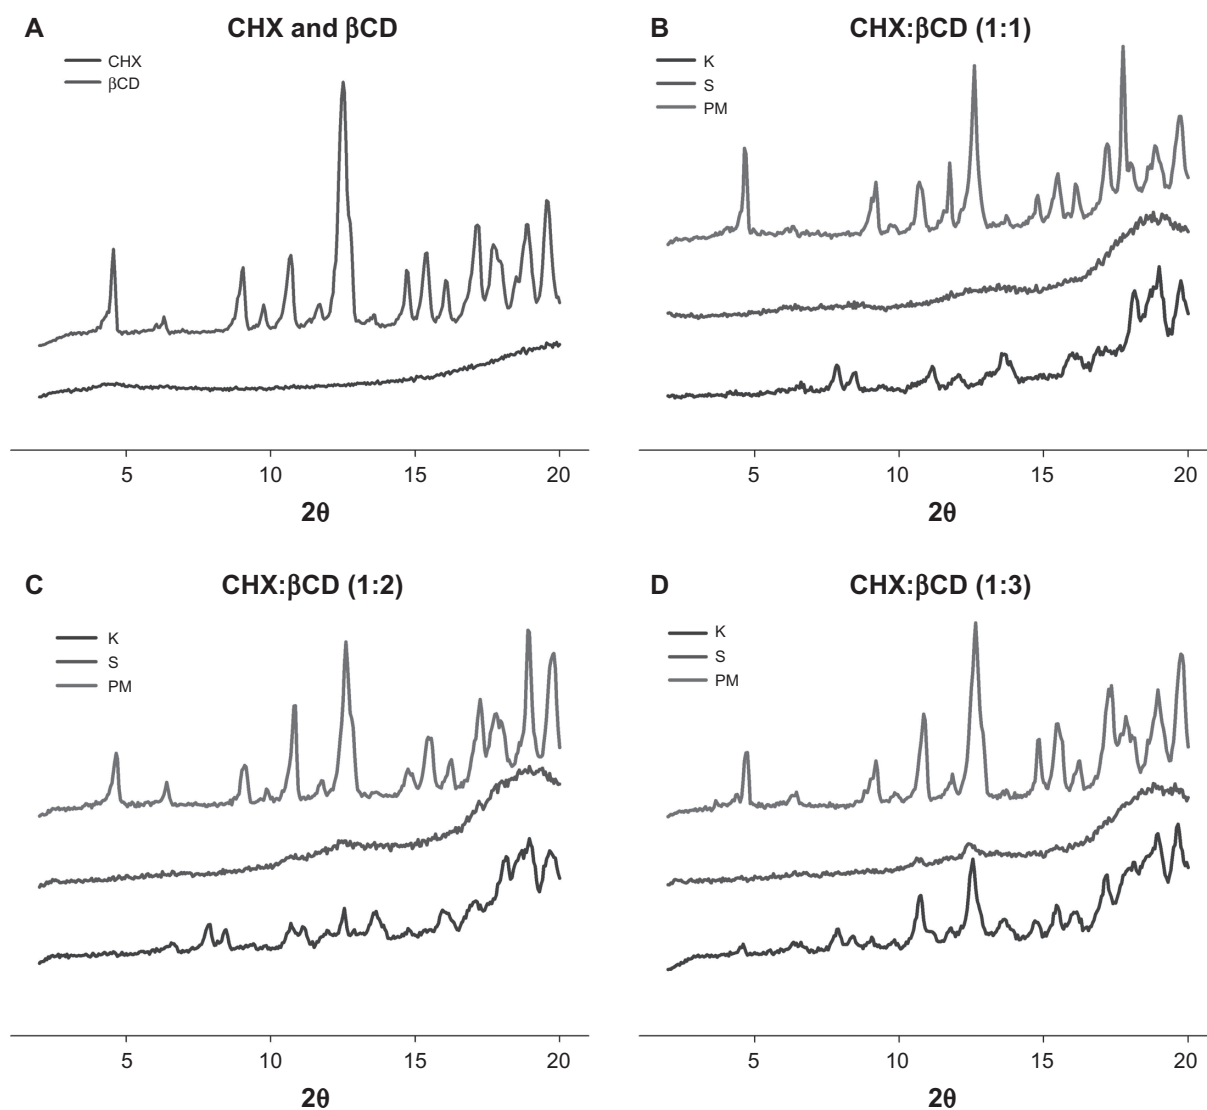 A
CHX and βCD
CHX
βCD
5 10 15 20
2θ
B
CHX:βCD (1:1)
K
S
PM
5 10 15 20
2θ
C
CHX:βCD (1:2)
K
S
PM
5 10 15 20
2θ
D
CHX:βCD (1:3)
K
S
PM
5 10 15 20
2θ